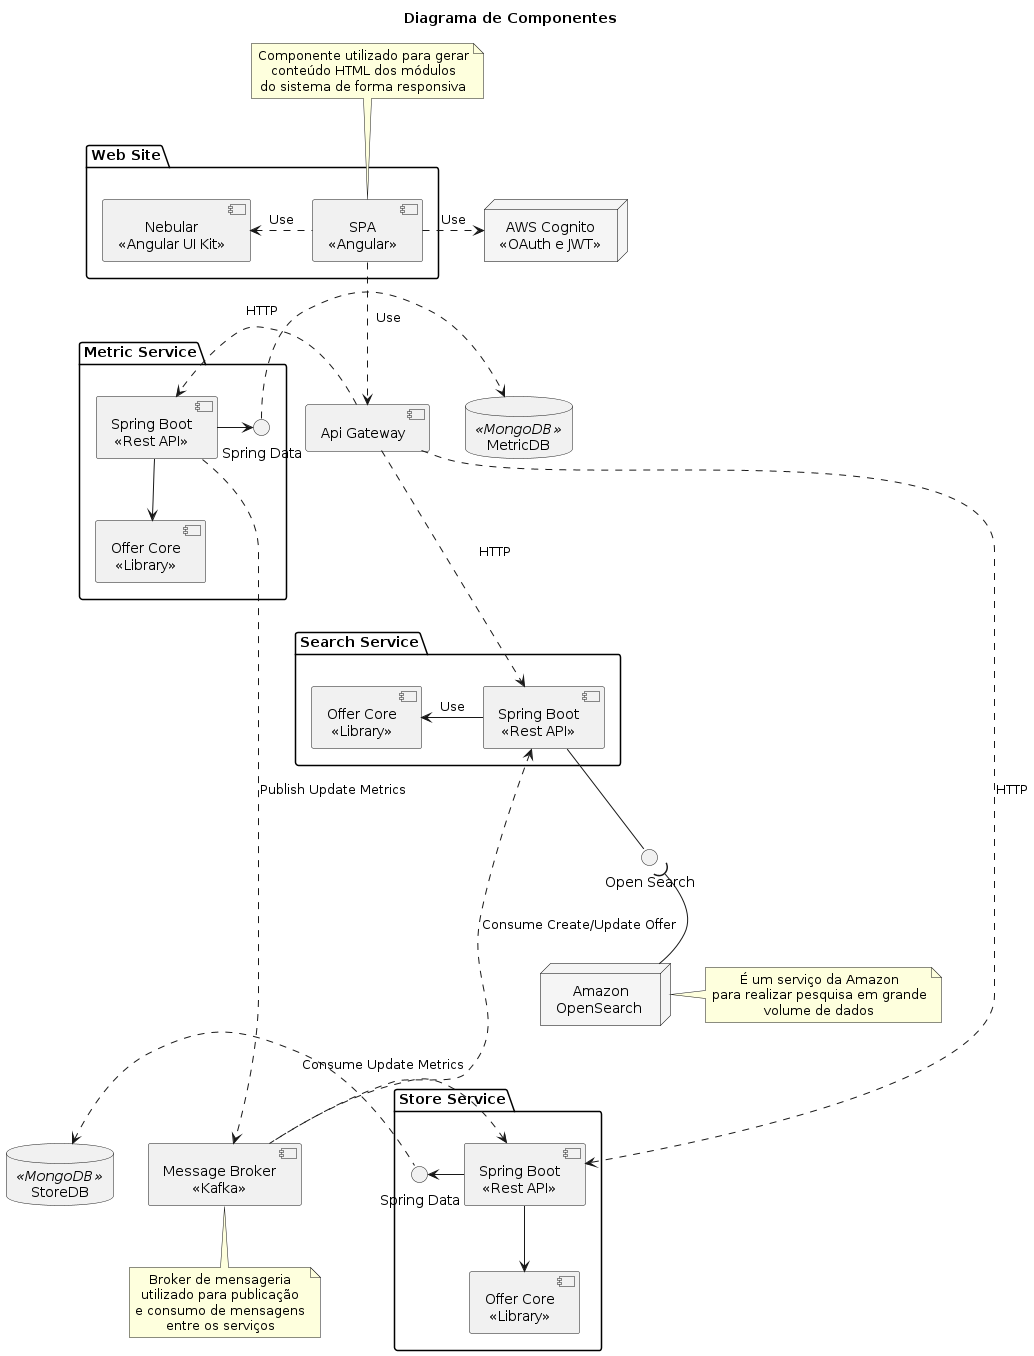 Diagrama de Componentes
Componente utilizado para gerar
conteúdo HTML dos módulos
do sistema de forma responsiva
Web Site
Nebular
«Angular UI Kit»
Use
SPA
«Angular»
Use
AWS Cognito
«OAuth e JWT»
HTTP
Use
Metric Service
Spring Boot
«Rest API»
Spring Data
Api Gateway
«MongoDB»
MetricDB
Offer Core
«Library»
HTTP
Search Service
Offer Core
«Library»
Use
Spring Boot
«Rest API»
Publish Update Metrics
HTTP
Open Search
Consume Create/Update Offer
Amazon
OpenSearch
É um serviço da Amazon
para realizar pesquisa em grande
volume de dados
Consume Update Metrics
Store Service
«MongoDB»
StoreDB
Message Broker
«Kafka»
Spring Data
Spring Boot
«Rest API»
Broker de mensageria
utilizado para publicação
e consumo de mensagens
entre os serviços
Offer Core
«Library»